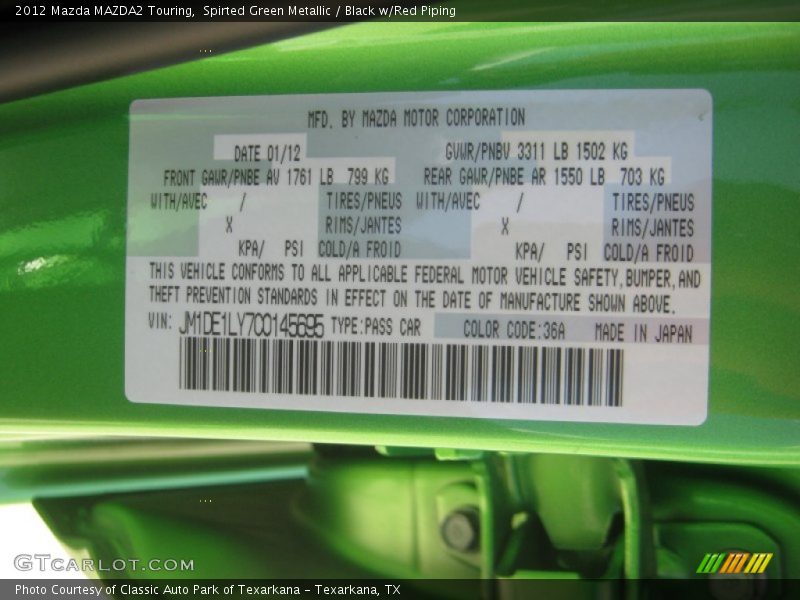 2012 Mazda MAZDA2 Touring,  Spirted Green Metallic / Black w/Red Piping
MFD. BY MAZDA MOTOR CORPORATION
DATE 01/12 GVWR/PNBV 3311 LB 1502 KG
FRONT GAWR/PNBE AV 1761 LB 799 KG REAR GAWR/PNBE AR 1550 LB 703 KG
WITH/AVEC / TIRES/PNEUS WITH/AVEC / TIRES/PNEUS
X RIMS/JANTES X RIMS/JANTES
KPA/ PSI COLD/A FROID KPA/ PSI COLD/A FROID
THIS VEHICLE CONFORMS TO ALL APPLICABLE FEDERAL MOTOR VEHICLE SAFETY, BUMPER, AND
THEFT PREVENTION STANDARDS IN EFFECT ON THE DATE OF MANUFACTURE SHOWN ABOVE.
VIN: JM1DE1LY7C0145695 TYPE:PASS CAR COLOR CODE:36A MADE IN JAPAN
GTCARLOT.COM
Photo Courtesy of Classic Auto Park of Texarkana - Texarkana, TX